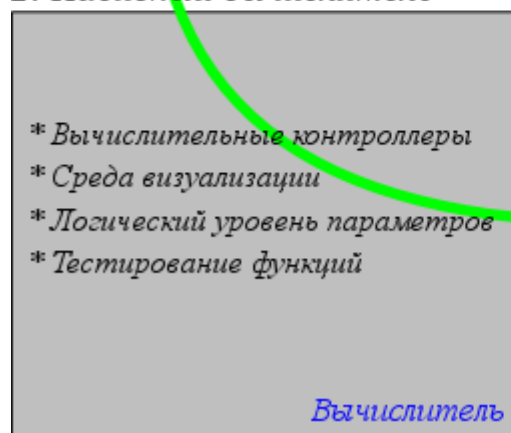 * Вычислительные контроллеры
* Среда визуализации
* Логический уровень параметров
* Тестирование функций
Вычислитель